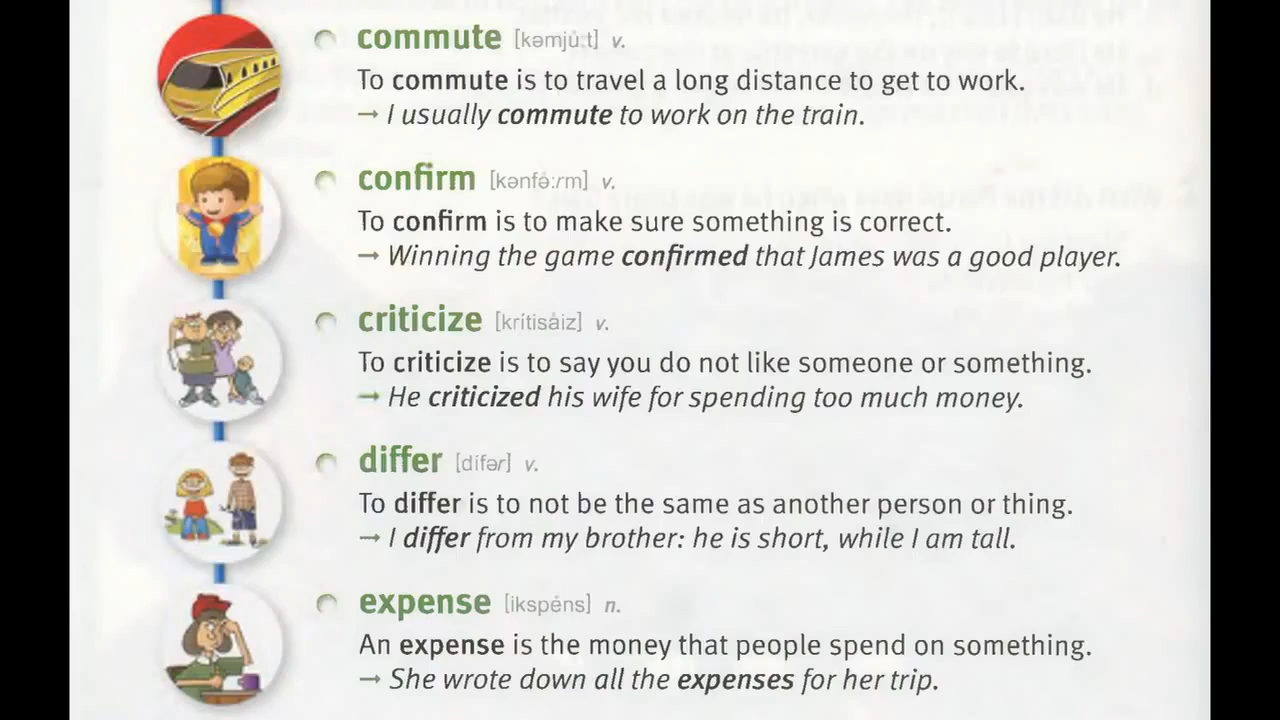 commute [kəmjúːt] v.
To commute is to travel a long distance to get to work.
→ I usually commute to work on the train.
confirm [kənfə́ːrm] v.
To confirm is to make sure something is correct.
→ Winning the game confirmed that James was a good player.
criticize [krítisàiz] v.
To criticize is to say you do not like someone or something.
→ He criticized his wife for spending too much money.
differ [dífər] v.
To differ is to not be the same as another person or thing.
→ I differ from my brother: he is short, while I am tall.
expense [ikspéns] n.
An expense is the money that people spend on something.
→ She wrote down all the expenses for her trip.